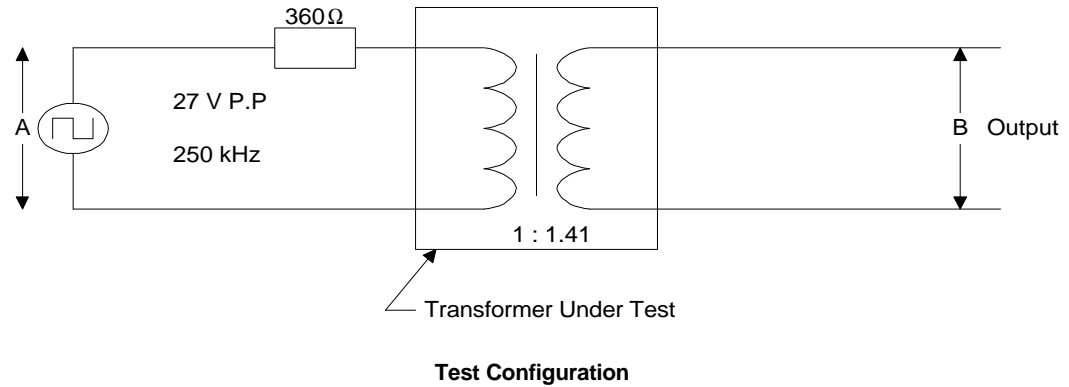 360Ω
27 V P.P
A
B Output
250 kHz
1 : 1.41
Transformer Under Test
Test Configuration